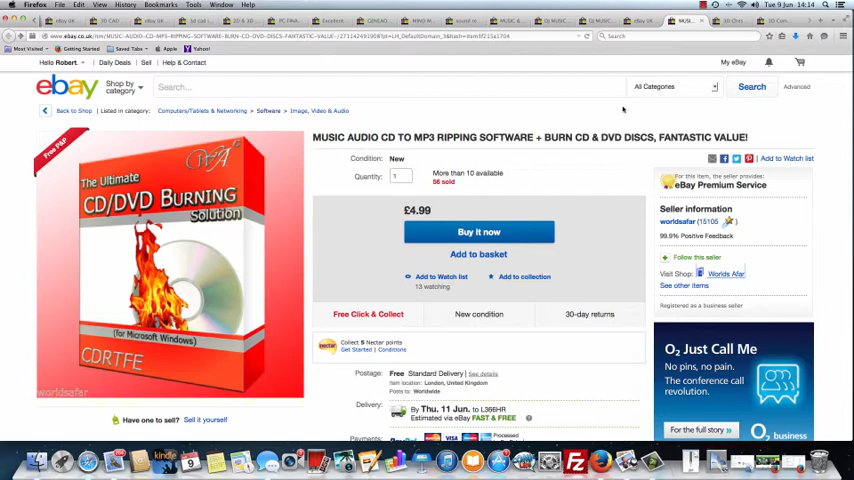 Firefox File Edit View History Bookmarks Tools Window Help
Tue 9 Jun 14:14
Search
Most Visited Getting Started Saved Tabs Apple Yahoo!
Hello Robert Daily Deals Sell Help & Contact
My eBay
ebay
Shop by category
Search...
All Categories
Search
Advanced
Back to Shop Listed in category: Computers/Tablets & Networking > Software > Image, Video & Audio
Free P&P
The Ultimate
CD/DVD BURNING
Solution
(for Microsoft Windows)
CDRTFE
worldsafar
MUSIC AUDIO CD TO MP3 RIPPING SOFTWARE + BURN CD & DVD DISCS, FANTASTIC VALUE!
Condition: New
Quantity: 1
More than 10 available
56 sold
£4.99
Buy it now
Add to basket
Add to Watch list
Add to collection
13 watching
Free Click & Collect
New condition
30-day returns
nectar
Collect 5 Nectar points
Get Started | Conditions
Postage: Free Standard Delivery | See details
Item location: London, United Kingdom
Posts to: Worldwide
Delivery: By Thu. 11 Jun. to L366HR
Estimated via eBay FAST & FREE
Payments:
Processed
VISA
Have one to sell? Sell it yourself
Add to Watch list
For this item, the seller provides:
eBay Premium Service
Seller information
worldsafar (15105)
99.9% Positive Feedback
Follow this seller
Visit Shop: Worlds Afar
See other items
Registered as a business seller
O2 Just Call Me
No pins, no pain.
The conference call
revolution.
For the full story »
O2 business